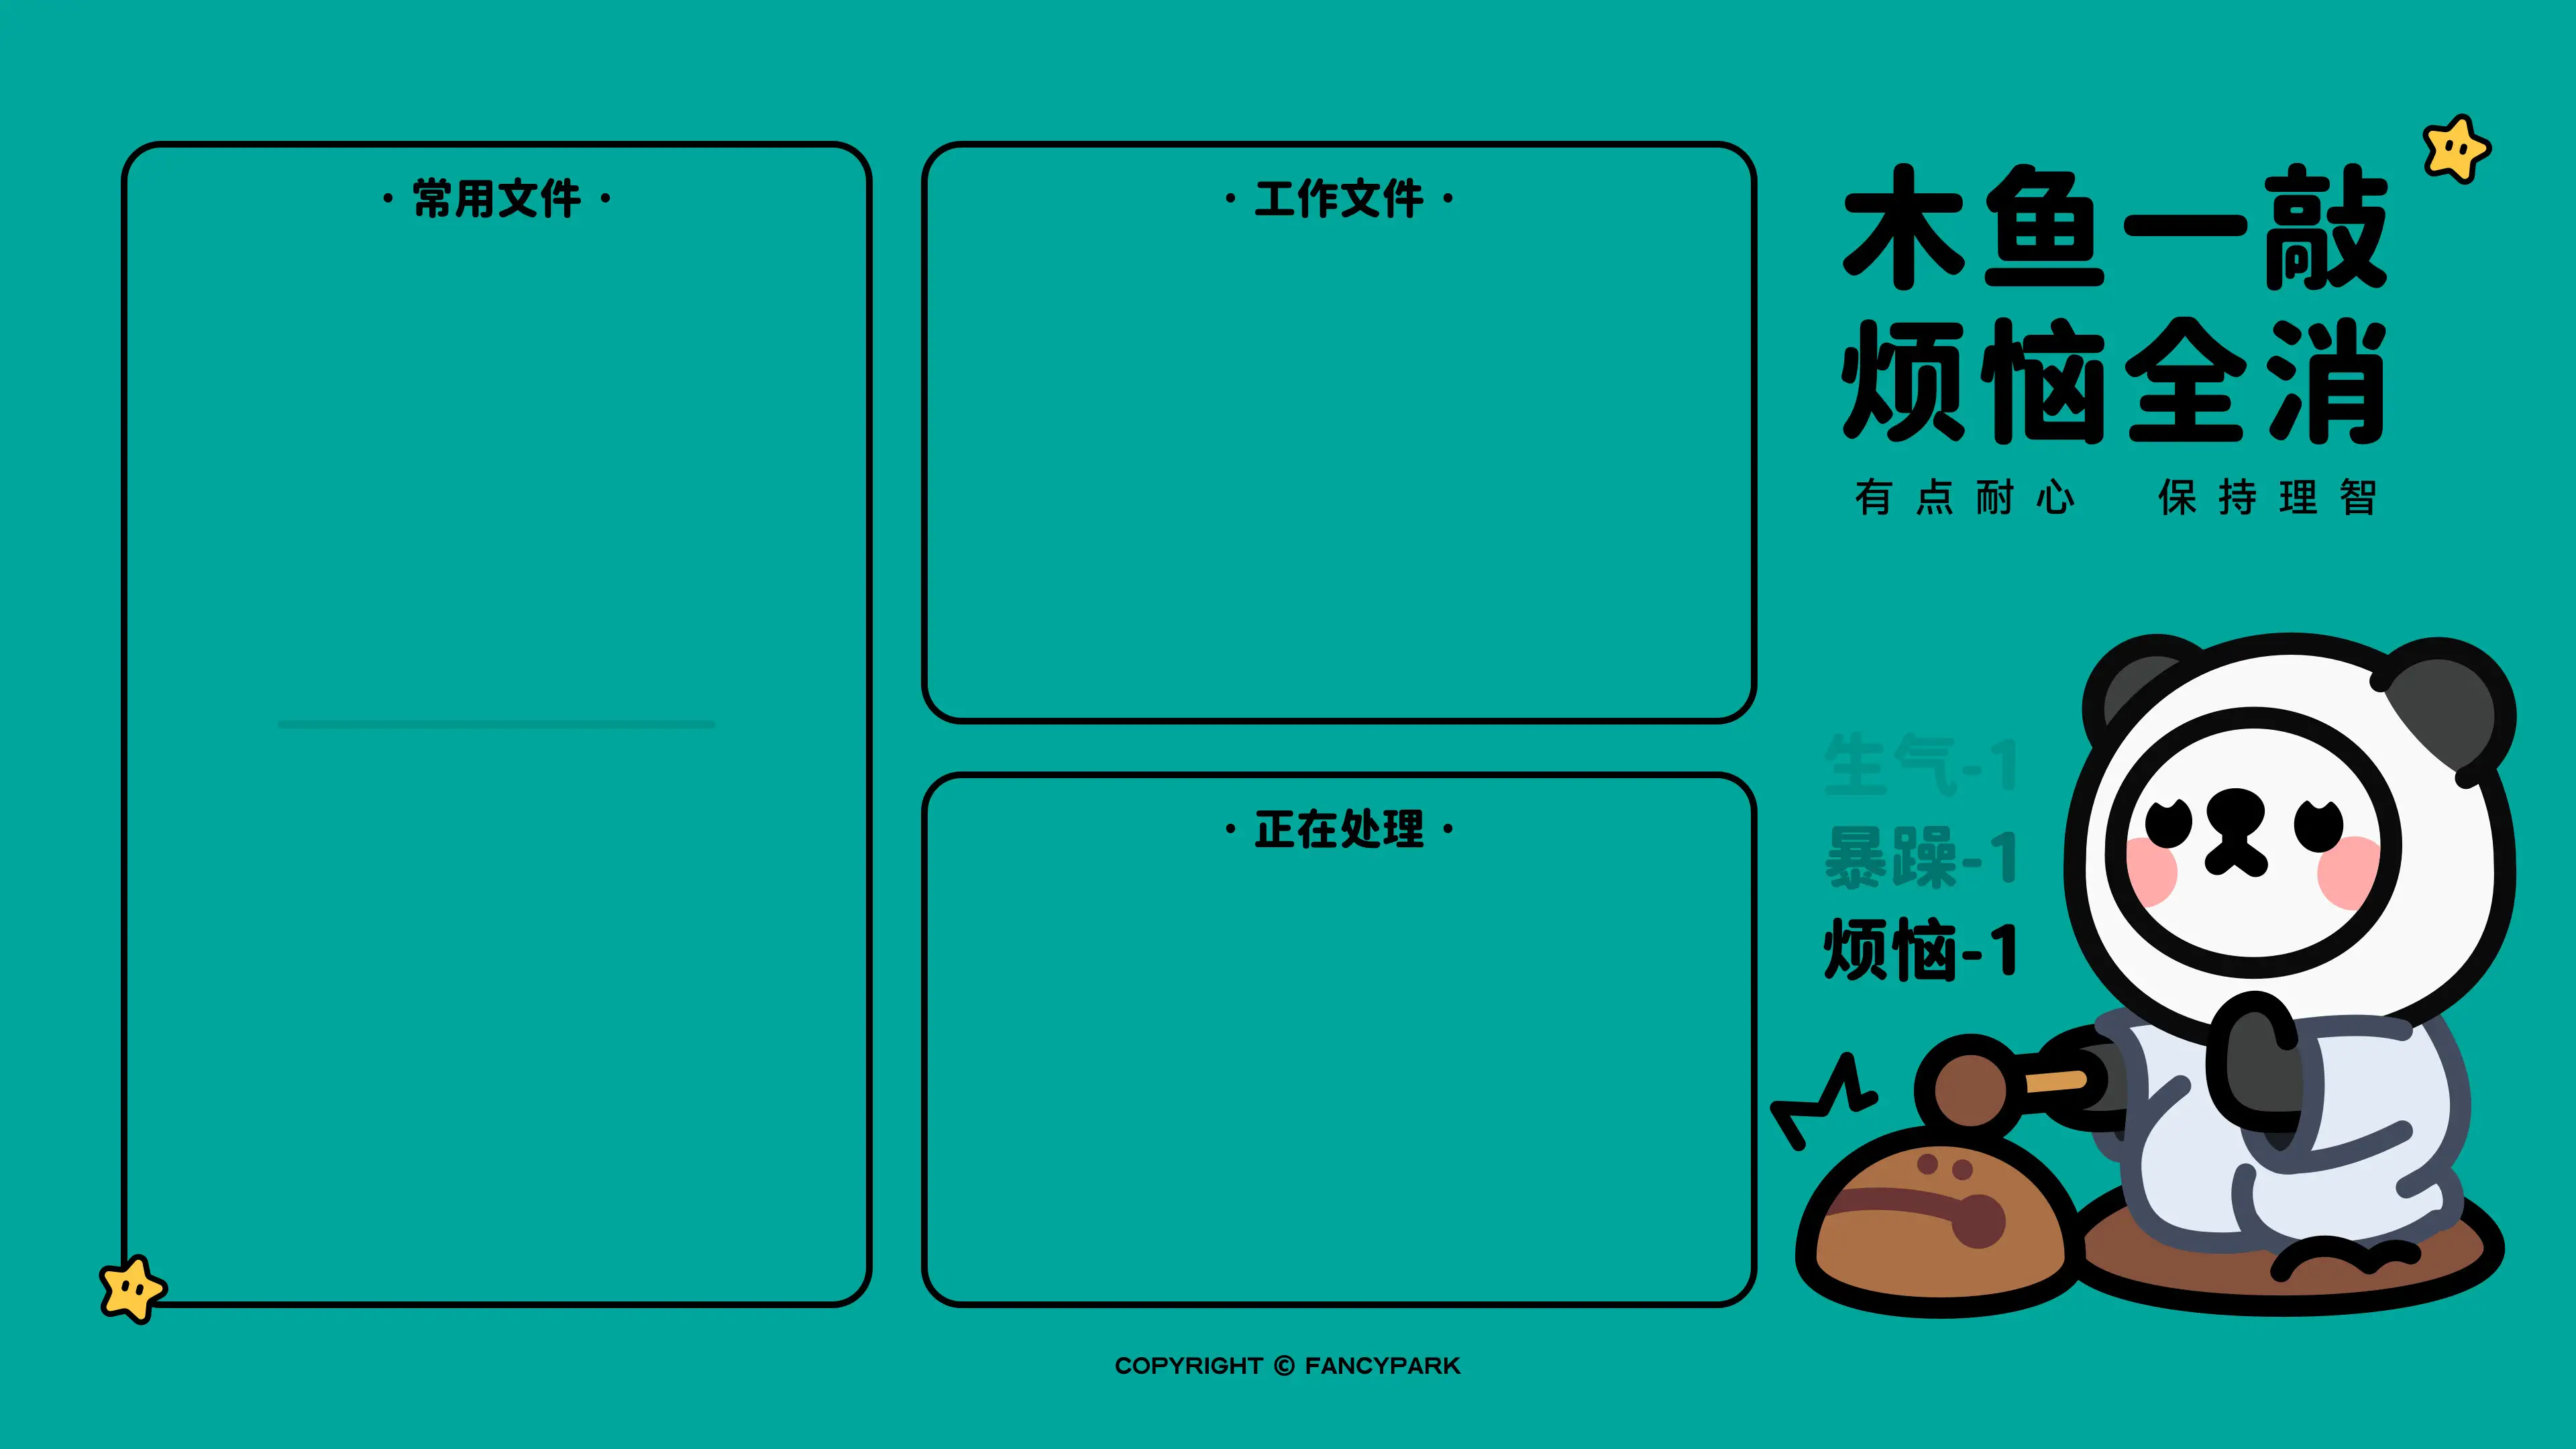 · 常用文件 ·
· 工作文件 ·
· 正在处理 ·
木鱼一敲
烦恼全消
有点耐心 保持理智
生气-1
暴躁-1
烦恼-1
COPYRIGHT © FANCYPARK